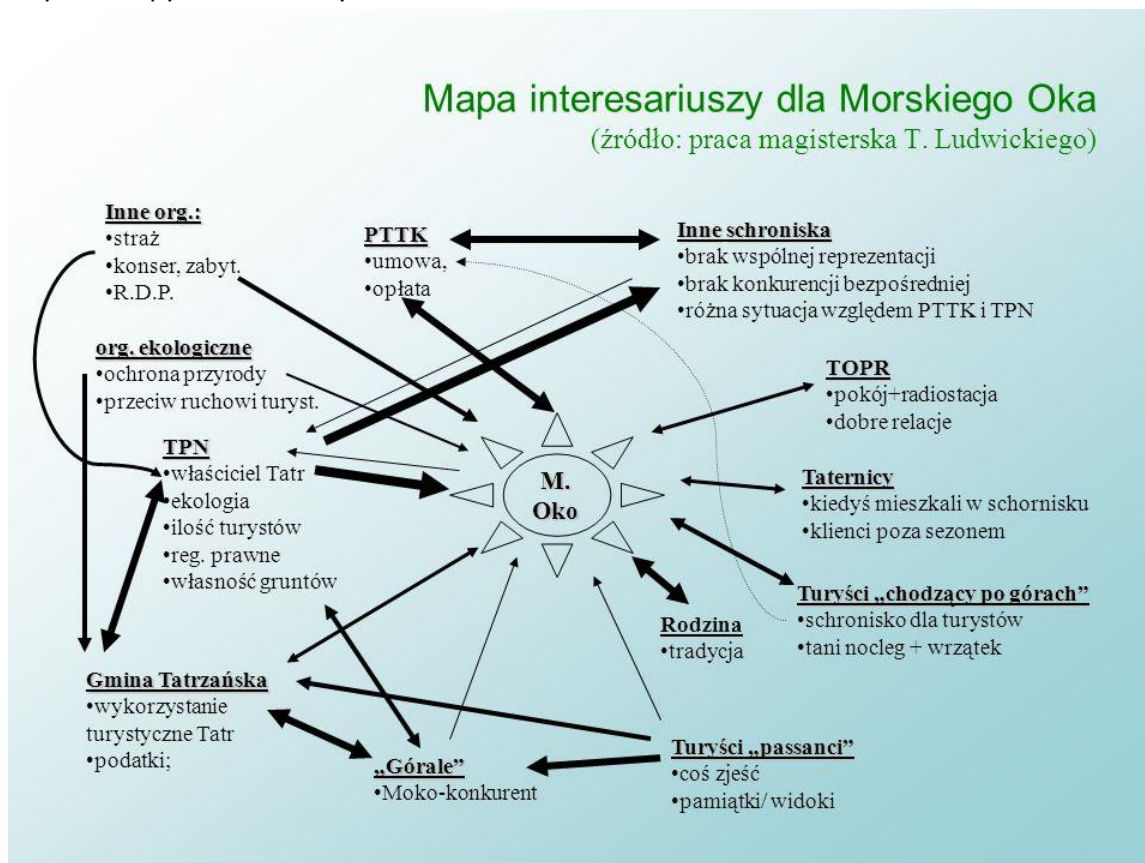 Mapa interesariuszy dla Morskiego Oka
(źródło: praca magisterska T. Ludwickiego)
Inne org.:
•straż
•konser, zabyt.
•R.D.P.
PTTK
•umowa,
•opłata
Inne schroniska
•brak wspólnej reprezentacji
•brak konkurencji bezpośredniej
•różna sytuacja względem PTTK i TPN
org. ekologiczne
•ochrona przyrody
•przeciw ruchowi turyst.
TOPR
•pokój+radiostacja
•dobre relacje
TPN
•właściciel Tatr
•ekologia
•ilość turystów
•reg. prawne
•własność gruntów
M.
Oko
Taternicy
•kiedyś mieszkali w schornisku
•klienci poza sezonem
Turyści „chodzący po górach”
•schronisko dla turystów
•tani nocleg + wrzątek
Rodzina
•tradycja
Gmina Tatrzańska
•wykorzystanie
turystyczne Tatr
•podatki;
„Górale”
•Moko-konkurent
Turyści „passanci”
•coś zjeść
•pamiątki/ widoki